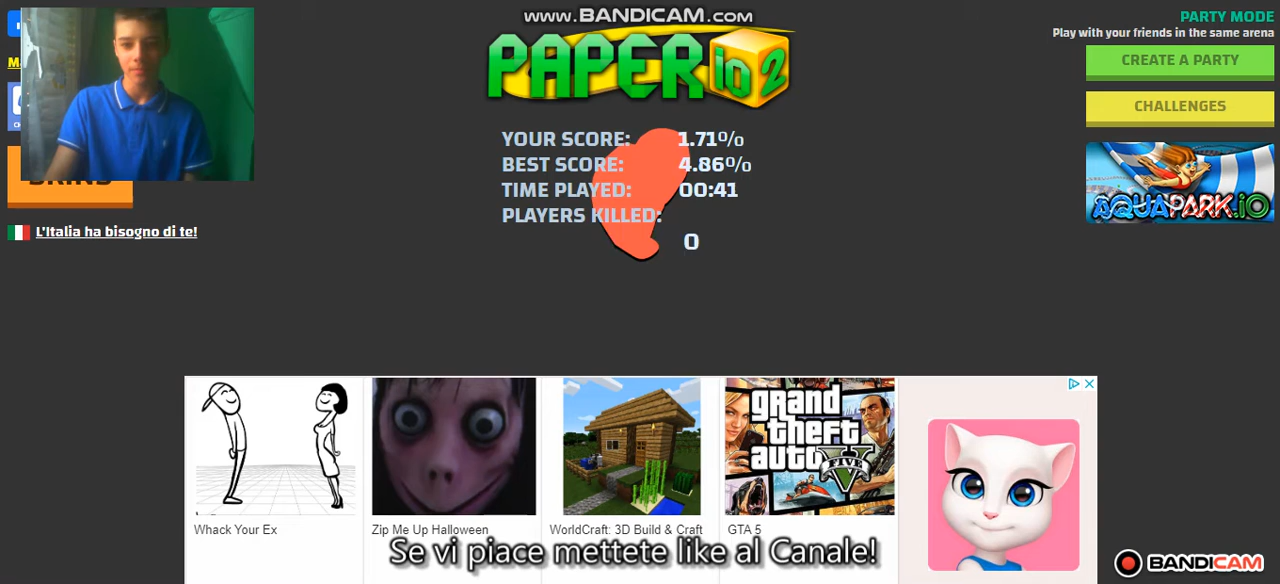 www.BANDICAM.com
PAPER io 2
PARTY MODE
Play with your friends in the same arena
CREATE A PARTY
CHALLENGES
AQUAPARK.IO
YOUR SCORE: 1.71%
BEST SCORE: 4.86%
TIME PLAYED: 00:41
PLAYERS KILLED:
0
SKINS
L'Italia ha bisogno di te!
grand
theft
auto
FIVE
Whack Your Ex
Zip Me Up Halloween
WorldCraft: 3D Build & Craft
GTA 5
Se vi piace mettete like al Canale!
BANDICAM